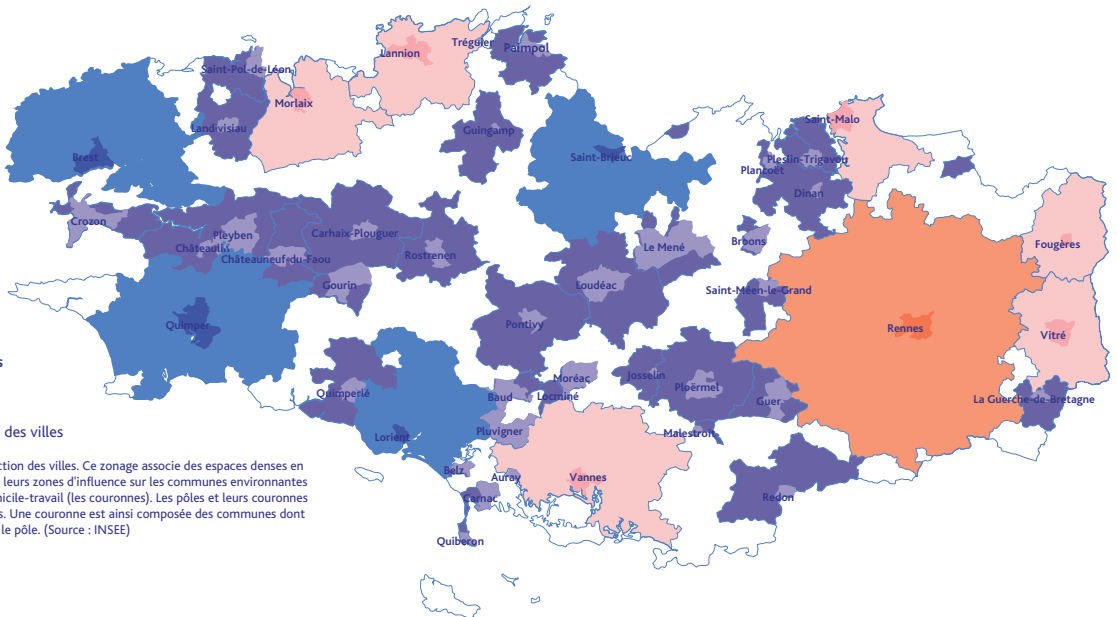 Tréguier
Paimpol
Lannion
Saint-Pol-de-Léon
Morlaix
Saint-Malo
Landivisiau
Guingamp
Brest
Saint-Brieuc
Pleslin-Trigavou
Plancoët
Dinan
Crozon
Pleyben
Carhaix-Plouguer
Châteaulin
Châteauneuf-du-Faou
Rostrenen
Le Mené
Broons
Fougères
Gourin
Loudéac
Saint-Méen-le-Grand
Quimper
Pontivy
Rennes
Vitré
s
Moréac
Josselin
Ploërmel
Quimperlé
Baud
Locminé
Guer
La Guerche-de-Bretagne
des villes
Lorient
Pluvigner
Malestroit
ction des villes. Ce zonage associe des espaces denses en
leurs zones d'influence sur les communes environnantes
micile-travail (les couronnes). Les pôles et leurs couronnes
s. Une couronne est ainsi composée des communes dont
le pôle. (Source : INSEE)
Belz
Auray
Vannes
Carnac
Redon
Quiberon